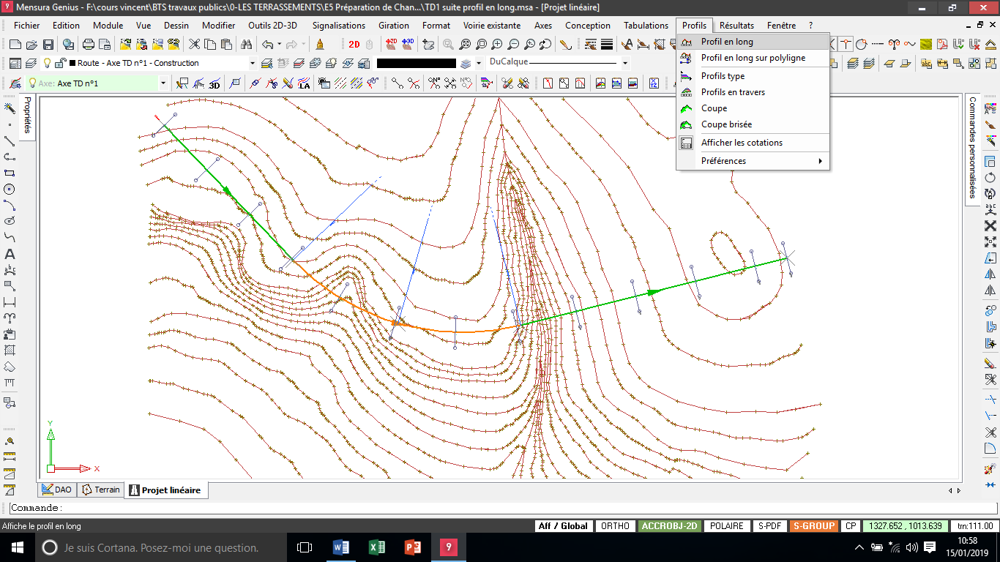 Mensura Genius - F:\cours vincent\BTS travaux publics\0-LES TERRASSEMENTS\E5 Préparation de Chan...\TD1 suite profil en long.msa - [Projet linéaire]
Fichier Edition Module Vue Dessin Modifier Outils 2D-3D Signalisations Giration Format Voirie existante Axes Conception Tabulations Profils Résultats Fenêtre ?
Profil en long
Profil en long sur polyligne
Profils type
Profils en travers
Coupe
Coupe brisée
Afficher les cotations
Préférences
2D
Route - Axe TD n°1 - Construction
DuCalque
Axe: Axe TD n°1
3D
LA
Propriétés
Commandes personnalisées
Y
X
DAO Terrain Projet linéaire
Commande:
Affiche le profil en long
Aff / Global ORTHO ACCROBJ-2D POLAIRE S-PDF S-GROUP CP 1327.652 , 1013.639 trn:111.00
Je suis Cortana. Posez-moi une question.
10:58
15/01/2019